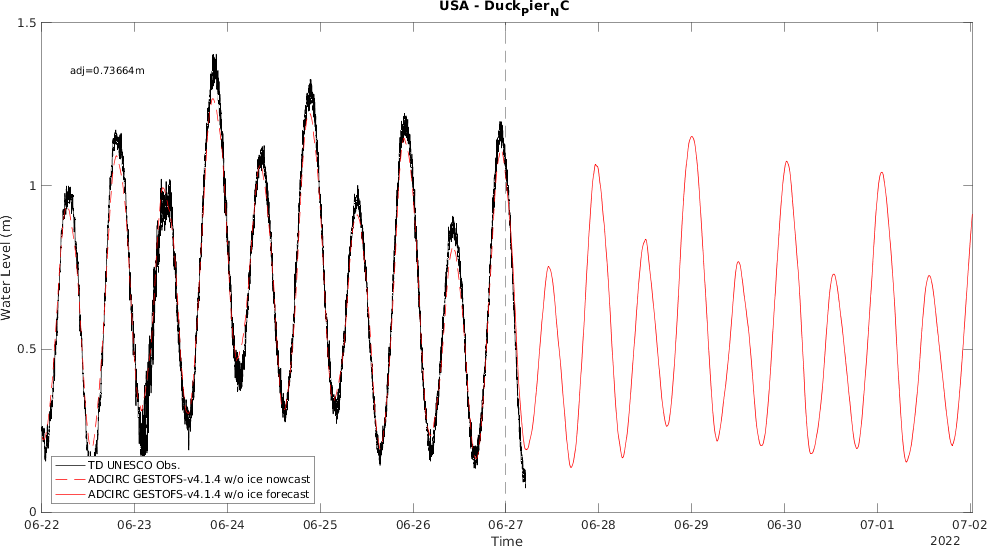 USA - DuckPierNC
1.5
adj=0.73664m
1
Water Level (m)
0.5
TD UNESCO Obs.
ADCIRC GESTOFS-v4.1.4 w/o ice nowcast
ADCIRC GESTOFS-v4.1.4 w/o ice forecast
0
06-22 06-23 06-24 06-25 06-26 06-27 06-28 06-29 06-30 07-01 07-02
Time
2022